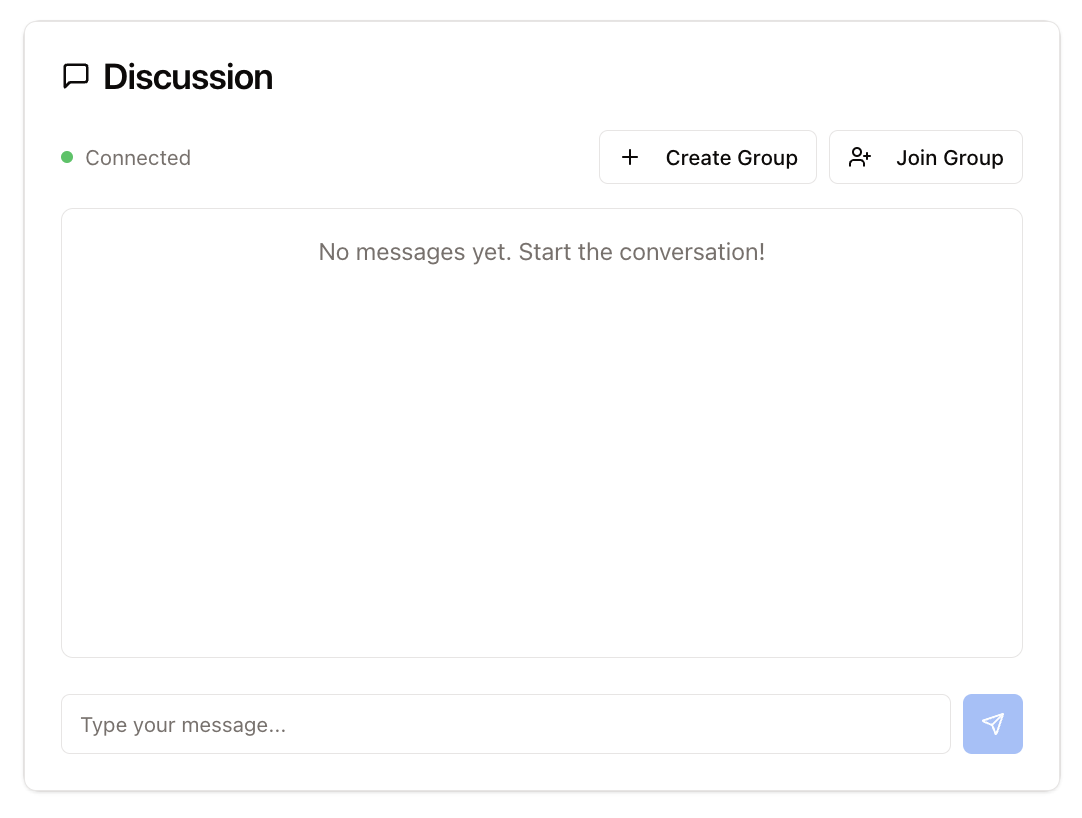 Discussion
Connected
Create Group
Join Group
No messages yet. Start the conversation!
Type your message...